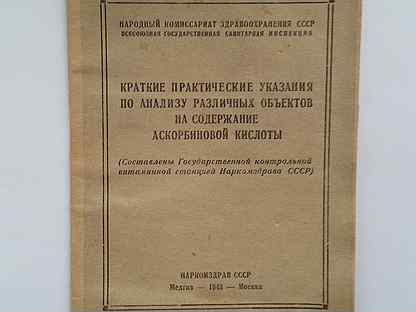 НАРОДНЫЙ КОМИССАРИАТ ЗДРАВООХРАНЕНИЯ СССР
ВСЕСОЮЗНАЯ ГОСУДАРСТВЕННАЯ САНИТАРНАЯ ИНСПЕКЦИЯ
КРАТКИЕ ПРАКТИЧЕСКИЕ УКАЗАНИЯ
ПО АНАЛИЗУ РАЗЛИЧНЫХ ОБЪЕКТОВ
НА СОДЕРЖАНИЕ
АСКОРБИНОВОЙ КИСЛОТЫ
(Составлены Государственной контрольной
витаминной станцией Наркомздрава СССР)
НАРКОМЗДРАВ СССР
Медгиз — — Москва